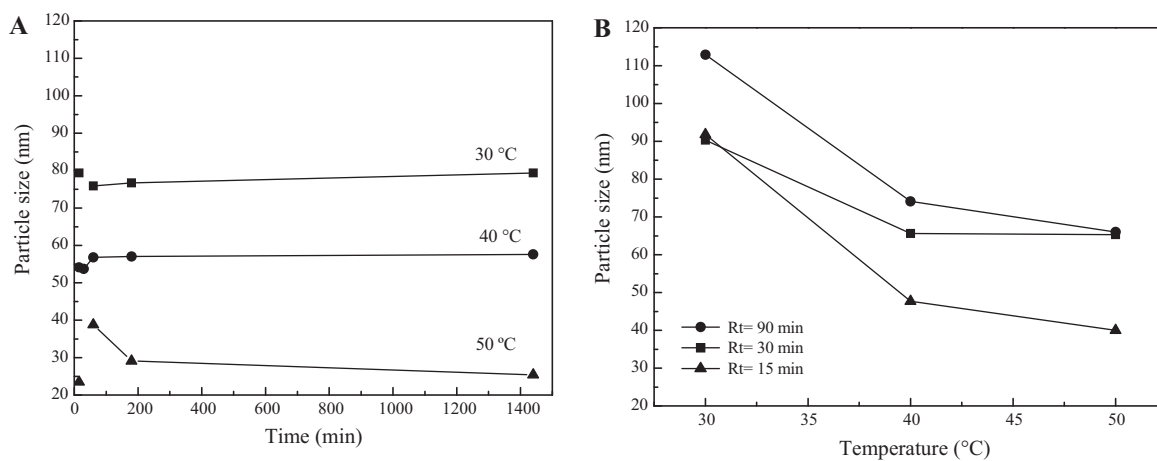 A
120
110
100
90
80
70
60
50
40
30
20
Particle size (nm)
30 °C
40 °C
50 ºC
0 200 400 600 800 1000 1200 1400
Time (min)
B
120
110
100
90
80
70
60
50
40
30
20
Particle size (nm)
Rt= 90 min
Rt= 30 min
Rt= 15 min
30 35 40 45 50
Temperature (°C)